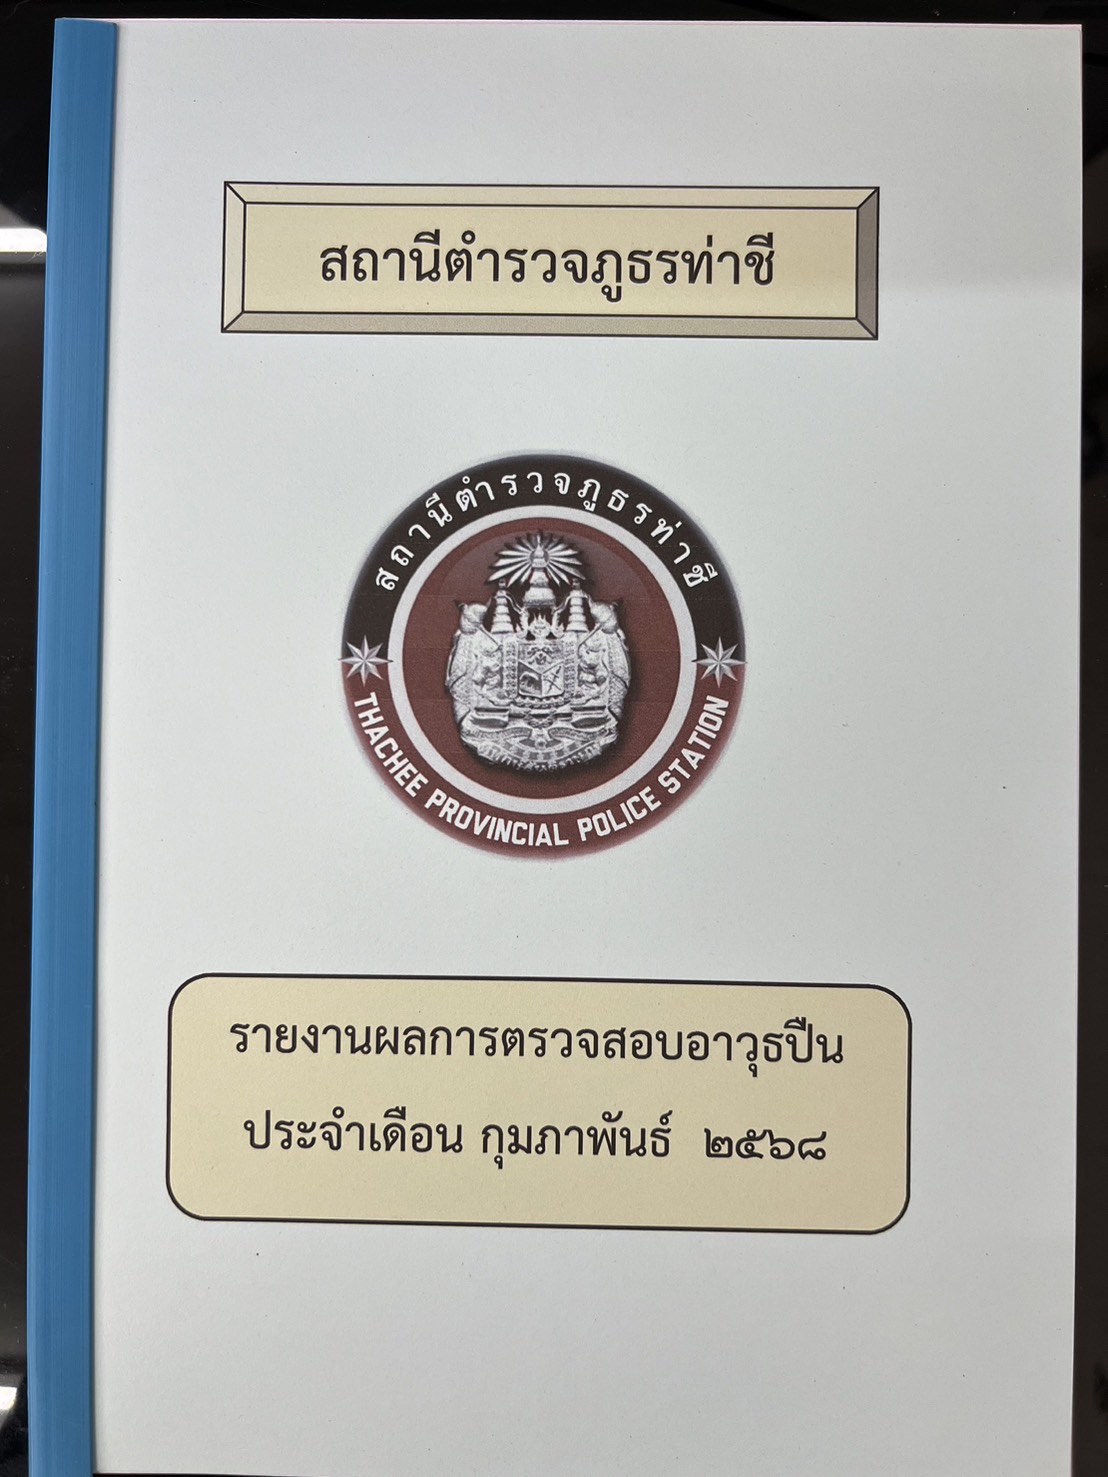 สถานีตำรวจภูธรท่าชี
สถานีตำรวจภูธรท่าชี
THACHEE PROVINCIAL POLICE STATION
รายงานผลการตรวจสอบอาวุธปืน
ประจำเดือน กุมภาพันธ์ ๒๕๖๘